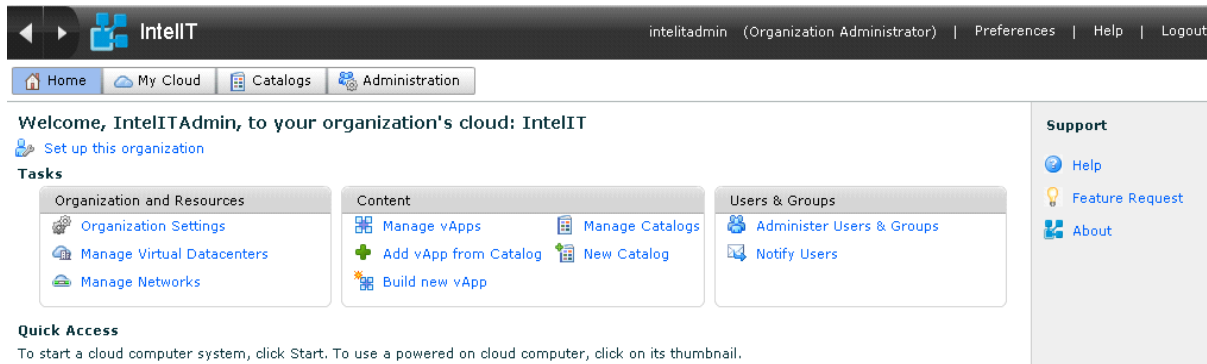 IntelIT
intelitadmin (Organization Administrator) | Preferences | Help | Logout
Home My Cloud Catalogs Administration
Welcome, IntelITAdmin, to your organization's cloud: IntelIT
Set up this organization
Tasks
Organization and Resources
Organization Settings
Manage Virtual Datacenters
Manage Networks
Content
Manage vApps Manage Catalogs
Add vApp from Catalog New Catalog
Build new vApp
Users & Groups
Administer Users & Groups
Notify Users
Quick Access
To start a cloud computer system, click Start. To use a powered on cloud computer, click on its thumbnail.
Support
Help
Feature Request
About